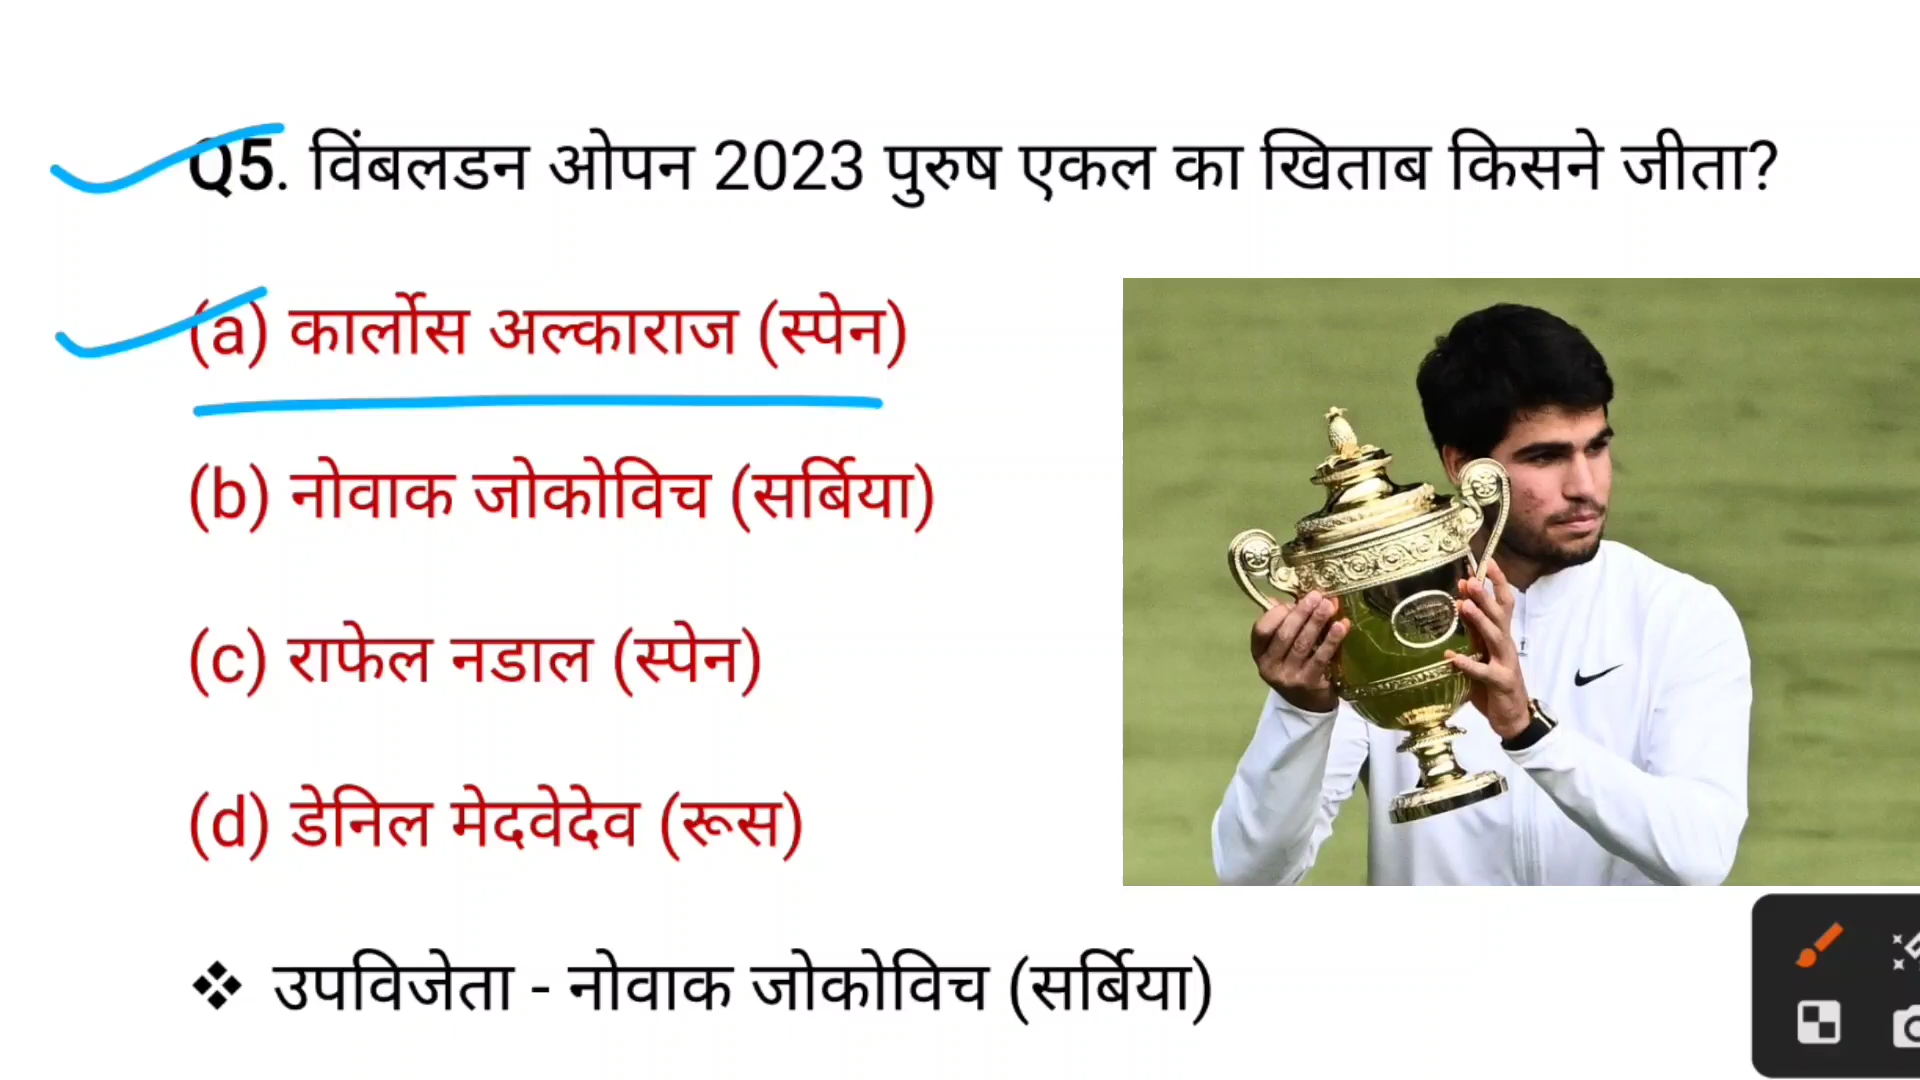 Q5. विंबलडन ओपन 2023 पुरुष एकल का खिताब किसने जीता?
(a) कार्लोस अल्काराज (स्पेन)
(b) नोवाक जोकोविच (सर्बिया)
(c) राफेल नडाल (स्पेन)
(d) डेनिल मेदवेदेव (रूस)
❖ उपविजेता - नोवाक जोकोविच (सर्बिया)